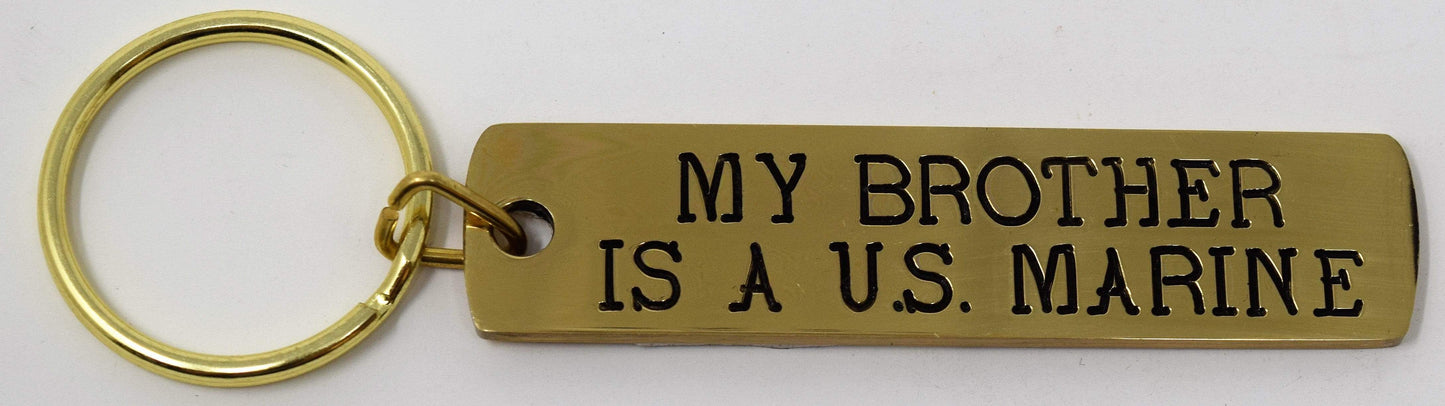 MY BROTHER
IS A U.S. MARINE